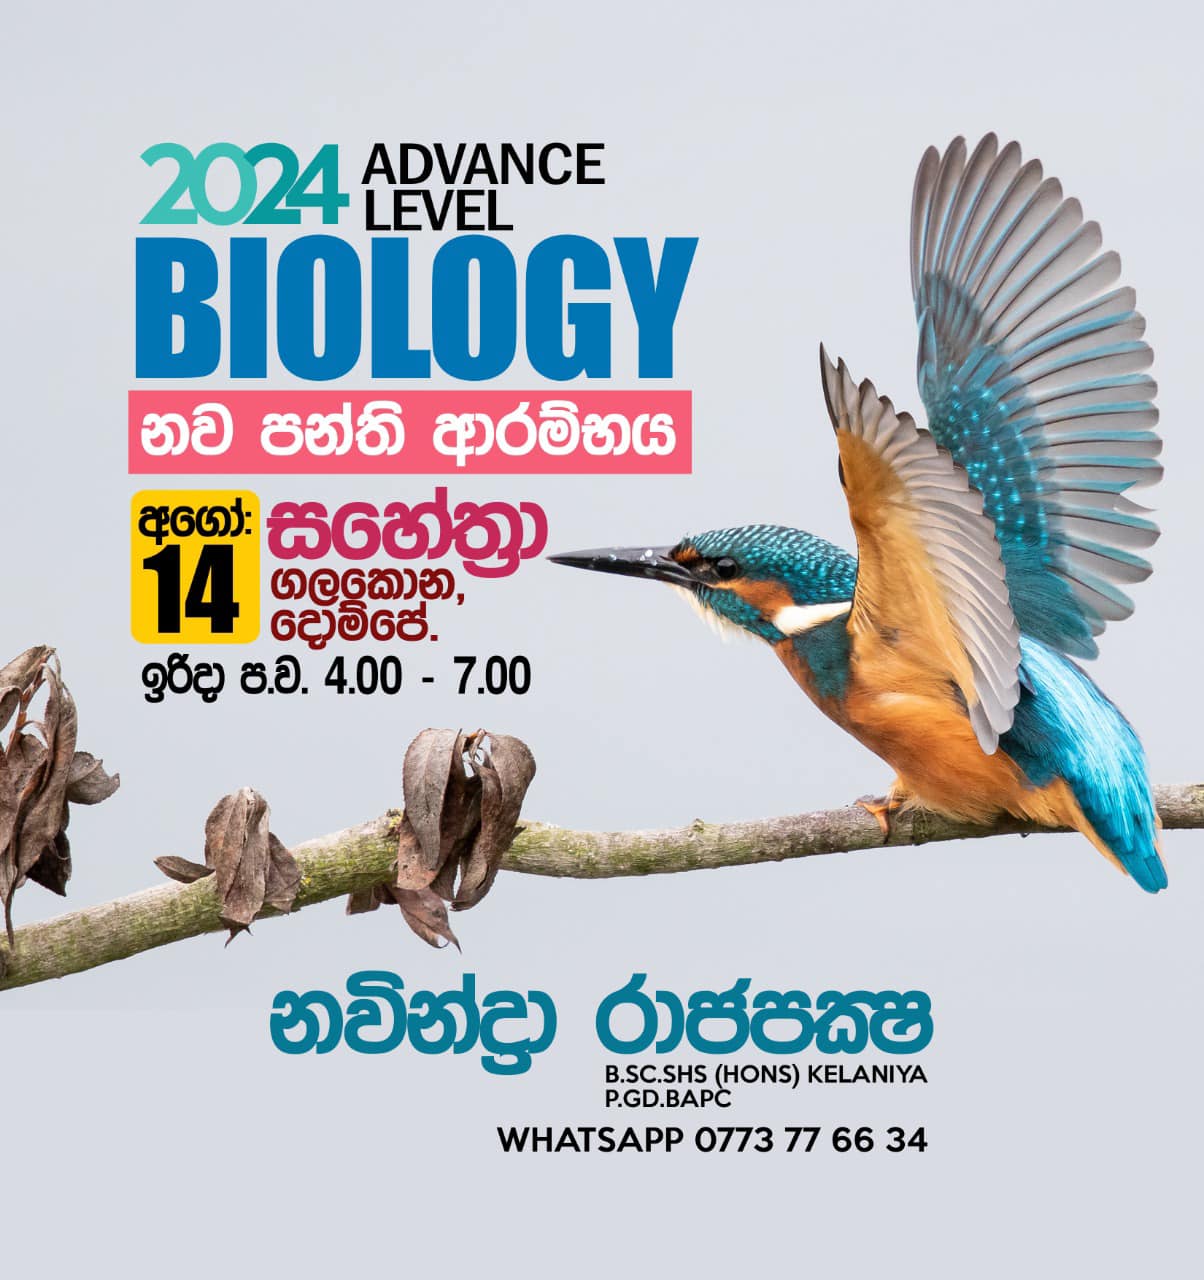 2024 ADVANCE
LEVEL
BIOLOGY
නව පන්ති ආරම්භය
අගෝ:
14
සහේත්‍රා
ගලකොන,
දොම්පේ.
ඉරිදා ප.ව. 4.00 - 7.00
නවින්ද්‍රා රාජපක්ෂ
B.SC.SHS (HONS) KELANIYA
P.GD.BAPC
WHATSAPP 0773 77 66 34